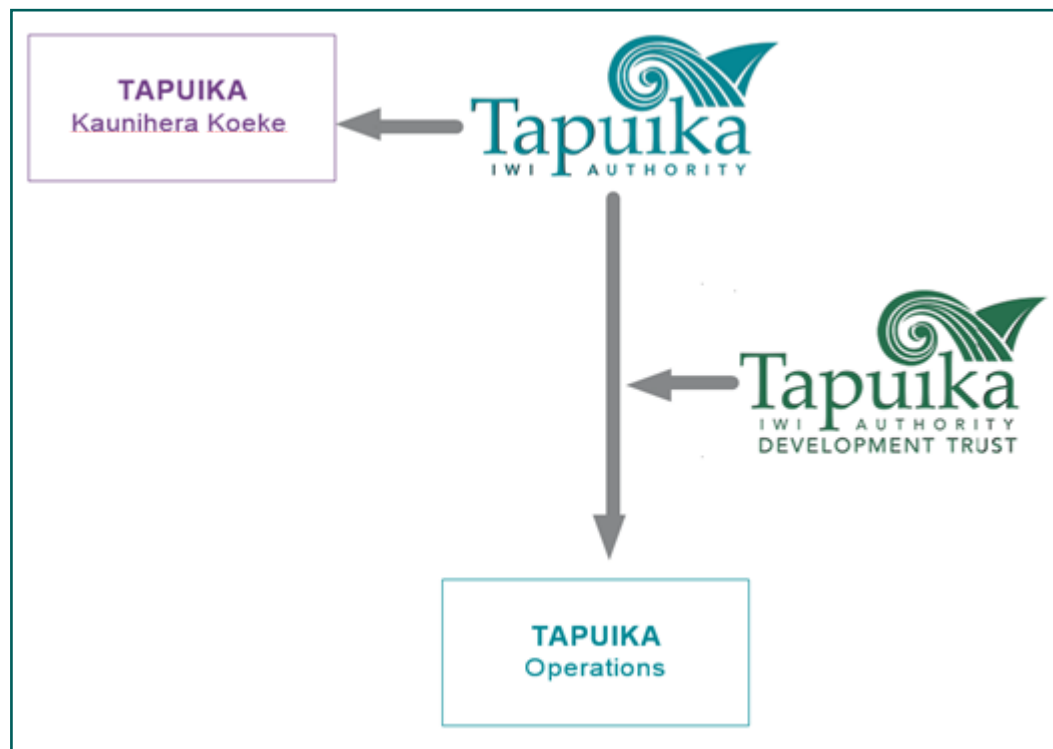 TAPUIKA
Kaunihera Koeke
Tapuika
IWI AUTHORITY
Tapuika
IWI AUTHORITY
DEVELOPMENT TRUST
TAPUIKA
Operations